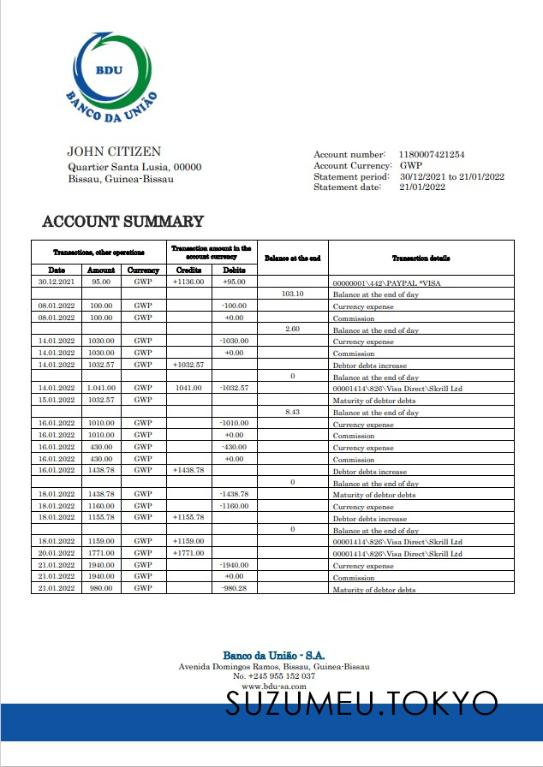 BDU
BANCO DA UNIÃO
JOHN CITIZEN
Quartier Santa Lusia, 00000
Bissau, Guinea-Bissau
Account number: 1180007421254
Account Currency: GWP
Statement period: 30/12/2021 to 21/01/2022
Statement date: 21/01/2022
ACCOUNT SUMMARY
Transactions, other operations Transaction amount in the account currency Balance at the end Transaction details
Date Amount Currency Credits Debits
30.12.2021 95.00 GWP +1136.00 +95.00 00000001\442\PAYPAL *VISA
103.10 Balance at the end of day
08.01.2022 100.00 GWP -100.00 Currency expense
08.01.2022 100.00 GWP +0.00 Commission
2.60 Balance at the end of day
14.01.2022 1030.00 GWP -1030.00 Currency expense
14.01.2022 1030.00 GWP +0.00 Commission
14.01.2022 1032.57 GWP +1032.57 Debtor debts increase
0 Balance at the end of day
14.01.2022 1.041.00 GWP 1041.00 -1032.57 00001414\826\Visa Direct\Skrill Ltd
15.01.2022 1032.57 GWP Maturity of debtor debts
8.43 Balance at the end of day
16.01.2022 1010.00 GWP -1010.00 Currency expense
16.01.2022 1010.00 GWP +0.00 Commission
16.01.2022 430.00 GWP -430.00 Currency expense
16.01.2022 430.00 GWP +0.00 Commission
16.01.2022 1438.78 GWP +1438.78 Debtor debts increase
0 Balance at the end of day
18.01.2022 1438.78 GWP -1438.78 Maturity of debtor debts
18.01.2022 1160.00 GWP -1160.00 Currency expense
18.01.2022 1155.78 GWP +1155.78 Debtor debts increase
0 Balance at the end of day
18.01.2022 1159.00 GWP +1159.00 00001414\826\Visa Direct\Skrill Ltd
20.01.2022 1771.00 GWP +1771.00 00001414\826\Visa Direct\Skrill Ltd
21.01.2022 1940.00 GWP -1940.00 Currency expense
21.01.2022 1940.00 GWP +0.00 Commission
21.01.2022 980.00 GWP -980.28 Maturity of debtor debts
Banco da União - S.A.
Avenida Domingos Ramos, Bissau, Guinea-Bissau
No. +245 955 152 037
www.bdu-sa.com
SUZUMEU.TOKYO